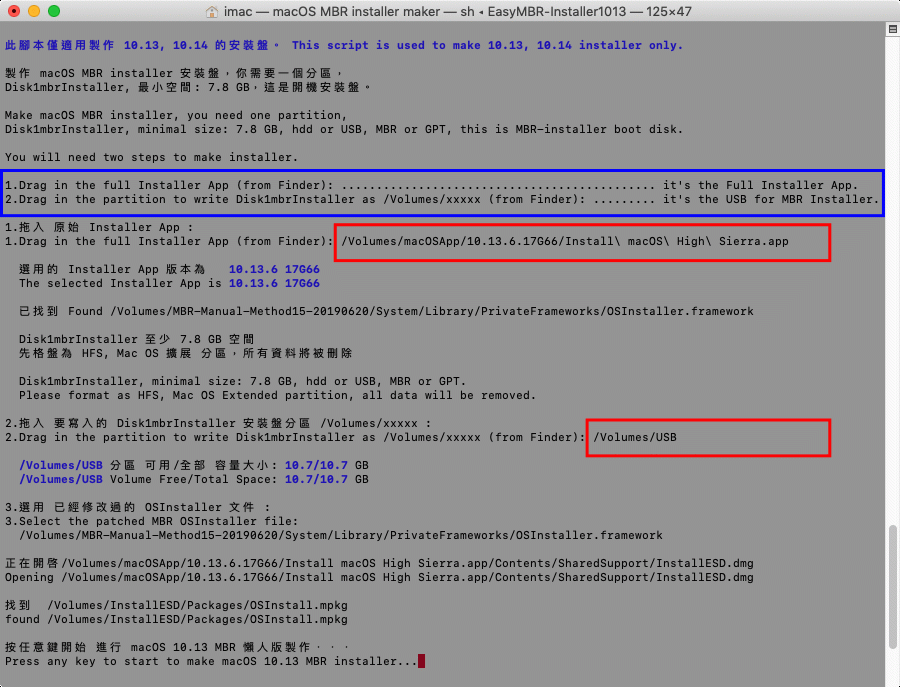 imac — macOS MBR installer maker — sh ◂ EasyMBR-Installer1013 — 125×47
此腳本僅適用製作 10.13, 10.14 的安裝盤。 This script is used to make 10.13, 10.14 installer only.
製作 macOS MBR installer 安裝盤，你需要一個分區，
Disk1mbrInstaller, 最小空間: 7.8 GB，這是開機安裝盤。
Make macOS MBR installer, you need one partition,
Disk1mbrInstaller, minimal size: 7.8 GB, hdd or USB, MBR or GPT, this is MBR-installer boot disk.
You will need two steps to make installer.
1.Drag in the full Installer App (from Finder): ............................................. it's the Full Installer App.
2.Drag in the partition to write Disk1mbrInstaller as /Volumes/xxxxx (from Finder): ......... it's the USB for MBR Installer.
1.拖入 原始 Installer App :
1.Drag in the full Installer App (from Finder): /Volumes/macOSApp/10.13.6.17G66/Install\ macOS\ High\ Sierra.app
選用的 Installer App 版本為 10.13.6 17G66
The selected Installer App is 10.13.6 17G66
已找到 Found /Volumes/MBR-Manual-Method15-20190620/System/Library/PrivateFrameworks/OSInstaller.framework
Disk1mbrInstaller 至少 7.8 GB 空間
先格盤為 HFS, Mac OS 擴展 分區，所有資料將被刪除
Disk1mbrInstaller, minimal size: 7.8 GB, hdd or USB, MBR or GPT.
Please format as HFS, Mac OS Extended partition, all data will be removed.
2.拖入 要寫入的 Disk1mbrInstaller 安裝盤分區 /Volumes/xxxxx :
2.Drag in the partition to write Disk1mbrInstaller as /Volumes/xxxxx (from Finder): /Volumes/USB
/Volumes/USB 分區 可用/全部 容量大小: 10.7/10.7 GB
/Volumes/USB Volume Free/Total Space: 10.7/10.7 GB
3.選用 已經修改過的 OSInstaller 文件 :
3.Select the patched MBR OSInstaller file:
/Volumes/MBR-Manual-Method15-20190620/System/Library/PrivateFrameworks/OSInstaller.framework
正在開啓/Volumes/macOSApp/10.13.6.17G66/Install macOS High Sierra.app/Contents/SharedSupport/InstallESD.dmg
Opening /Volumes/macOSApp/10.13.6.17G66/Install macOS High Sierra.app/Contents/SharedSupport/InstallESD.dmg
找到 /Volumes/InstallESD/Packages/OSInstall.mpkg
found /Volumes/InstallESD/Packages/OSInstall.mpkg
按任意鍵開始 進行 macOS 10.13 MBR 懶人版製作···
Press any key to start to make macOS 10.13 MBR installer...